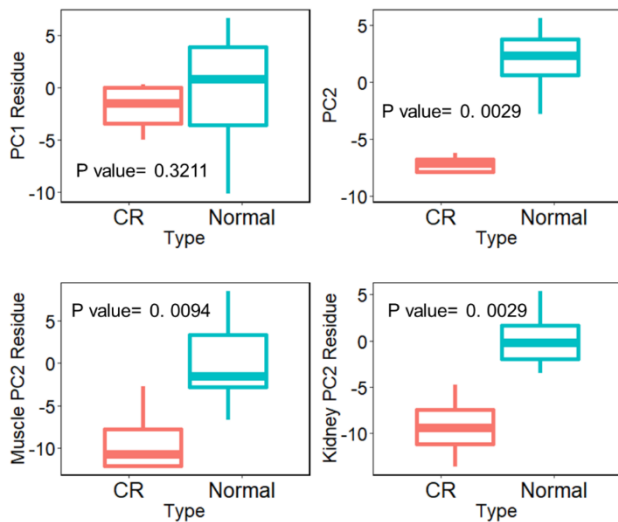 PC1 Residue
5
0
-5
-10
P value= 0.3211
CR Normal
Type
PC2
5
0
-5
-10
P value= 0. 0029
CR Normal
Type
Muscle PC2 Residue
5
0
-5
-10
P value= 0. 0094
CR Normal
Type
Kidney PC2 Residue
5
0
-5
-10
P value= 0. 0029
CR Normal
Type